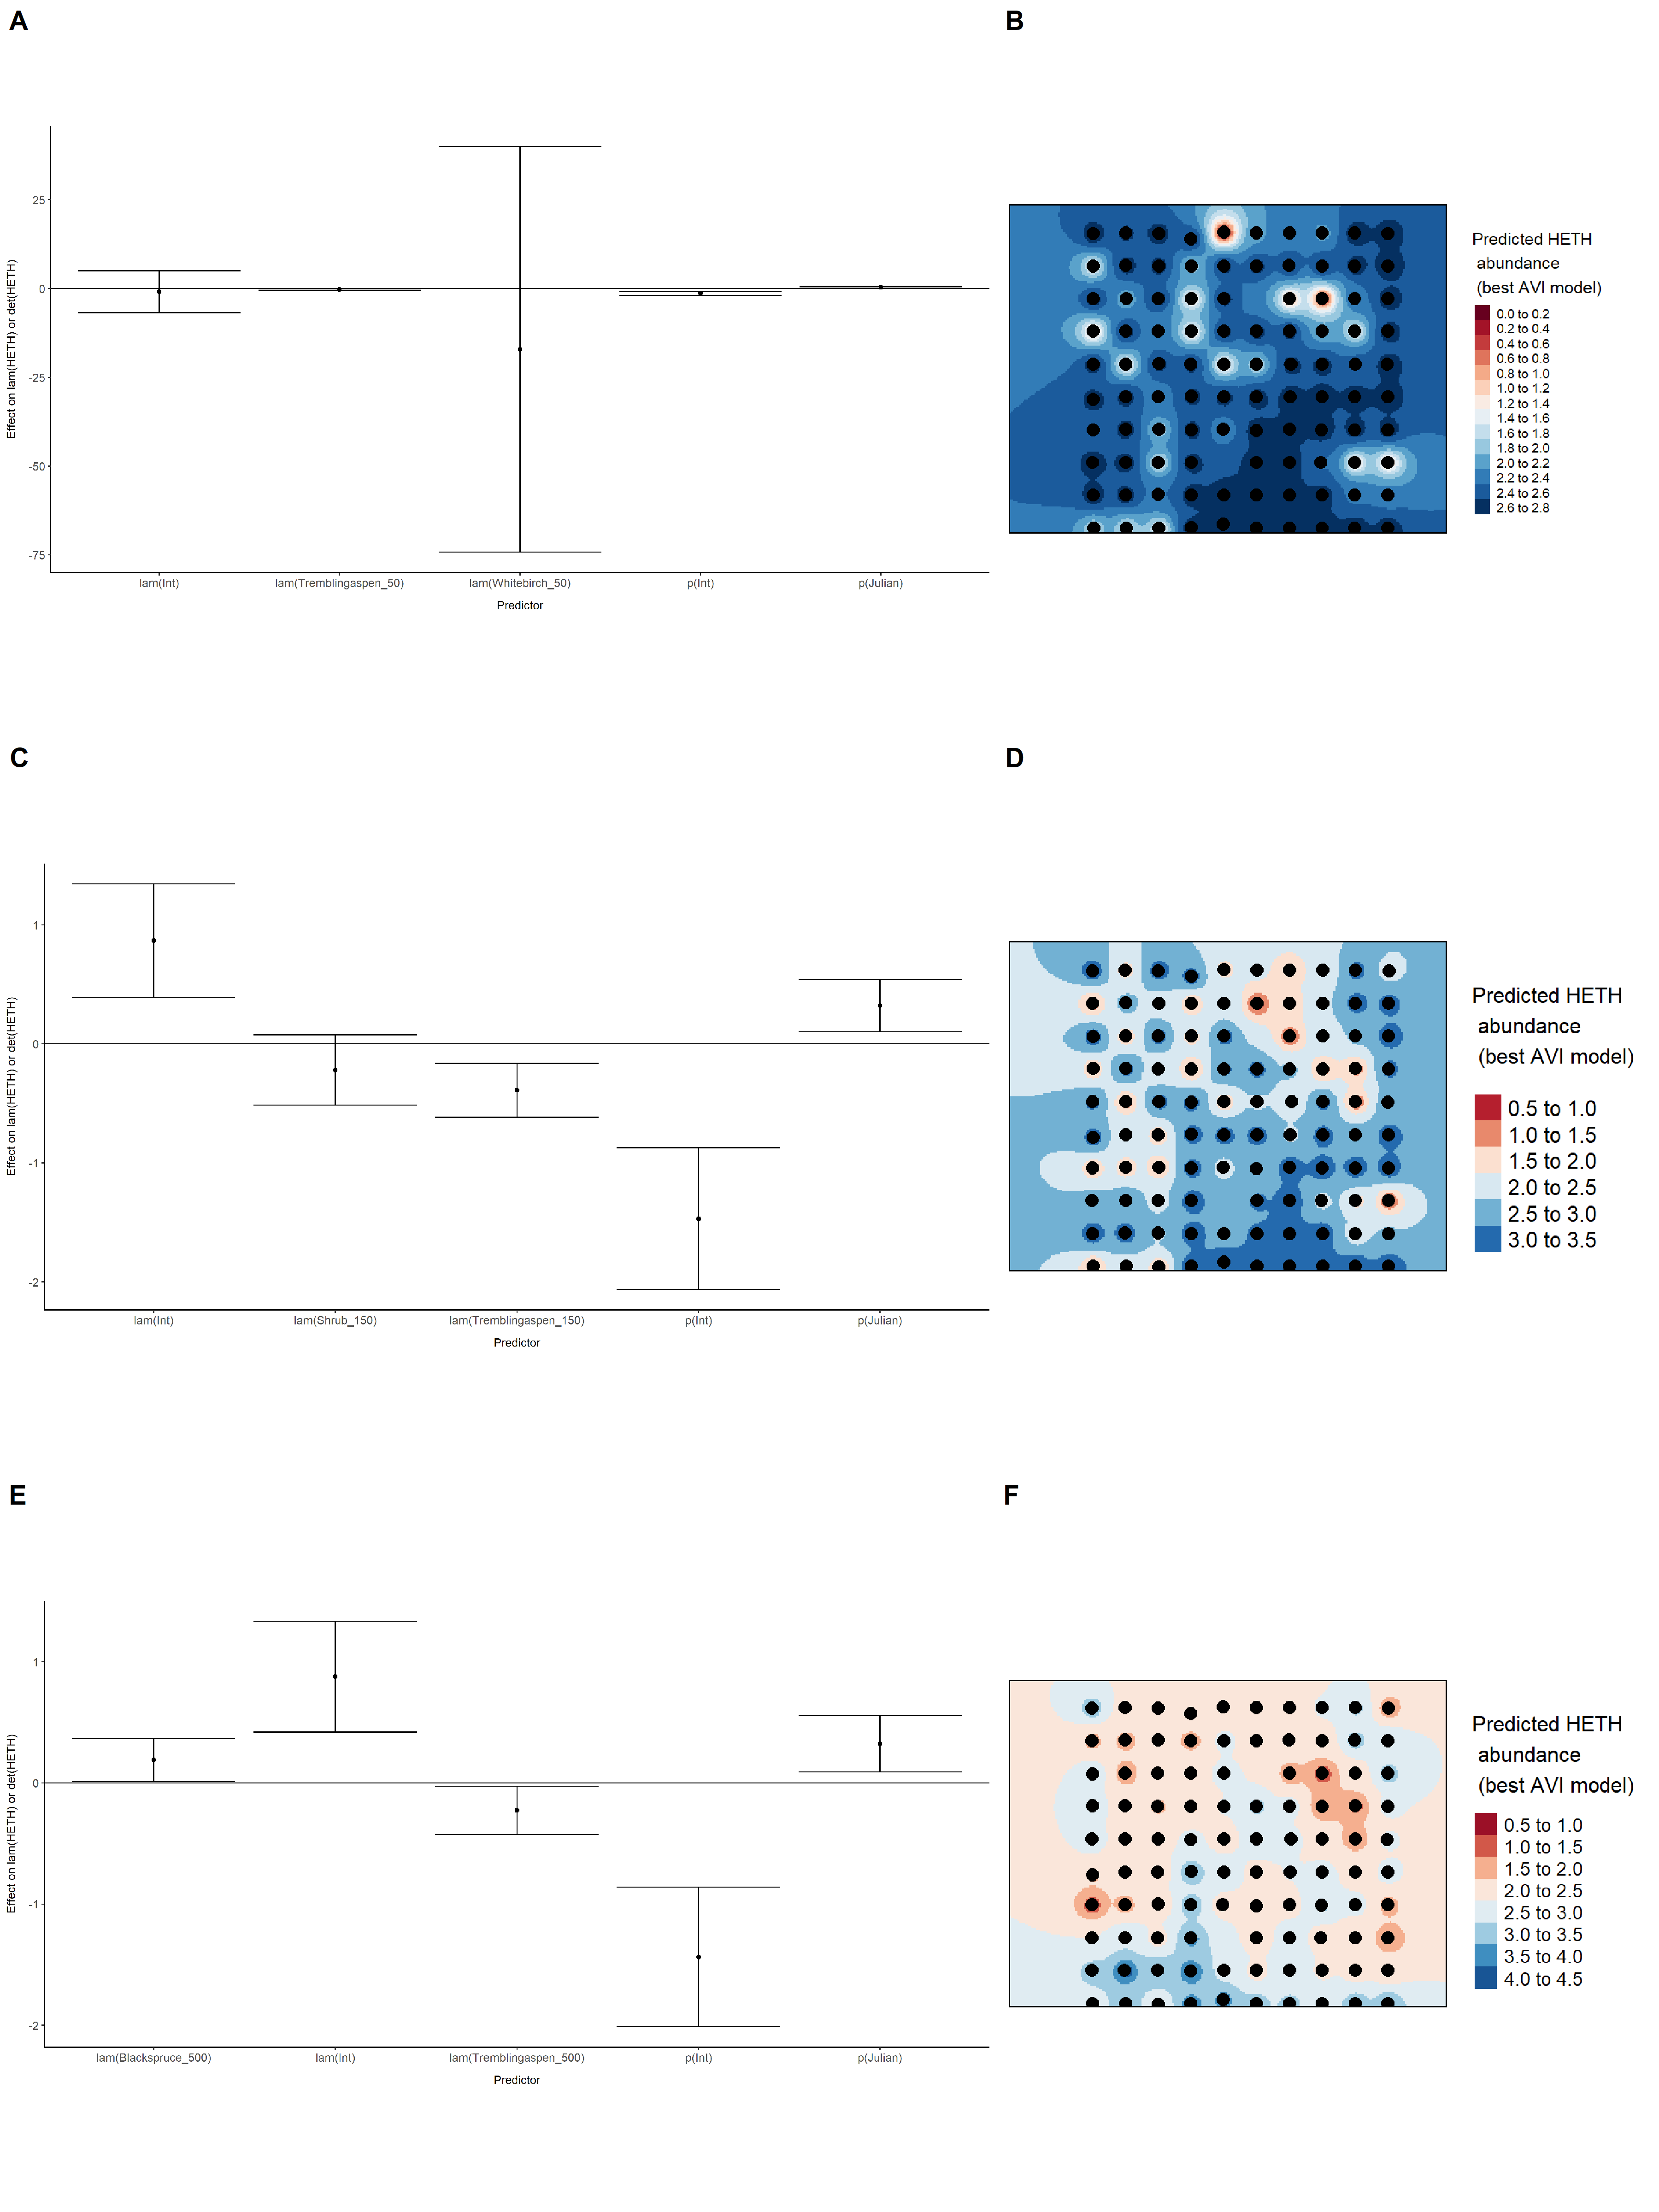 A
B
Effect on lam(HETH) or det(HETH)
25
0
-25
-50
-75
lam(Int)
lam(Tremblingaspen_50)
lam(Whitebirch_50)
p(Int)
p(Julian)
Predictor
Predicted HETH
abundance
(best AVI model)
0.0 to 0.2
0.2 to 0.4
0.4 to 0.6
0.6 to 0.8
0.8 to 1.0
1.0 to 1.2
1.2 to 1.4
1.4 to 1.6
1.6 to 1.8
1.8 to 2.0
2.0 to 2.2
2.2 to 2.4
2.4 to 2.6
2.6 to 2.8
C
D
Effect on lam(HETH) or det(HETH)
1
0
-1
-2
lam(Int)
lam(Shrub_150)
lam(Tremblingaspen_150)
p(Int)
p(Julian)
Predictor
Predicted HETH
abundance
(best AVI model)
0.5 to 1.0
1.0 to 1.5
1.5 to 2.0
2.0 to 2.5
2.5 to 3.0
3.0 to 3.5
E
F
Effect on lam(HETH) or det(HETH)
1
0
-1
-2
lam(Blackspruce_500)
lam(Int)
lam(Tremblingaspen_500)
p(Int)
p(Julian)
Predictor
Predicted HETH
abundance
(best AVI model)
0.5 to 1.0
1.0 to 1.5
1.5 to 2.0
2.0 to 2.5
2.5 to 3.0
3.0 to 3.5
3.5 to 4.0
4.0 to 4.5